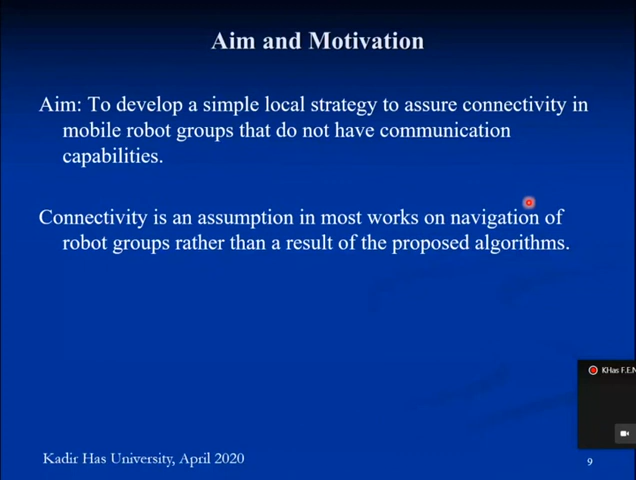 Aim and Motivation
Aim: To develop a simple local strategy to assure connectivity in
mobile robot groups that do not have communication
capabilities.
Connectivity is an assumption in most works on navigation of
robot groups rather than a result of the proposed algorithms.
KHas F.E.N
Kadir Has University, April 2020
9